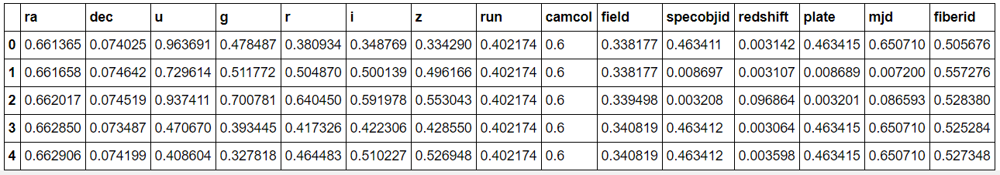 ra dec u g r i z run camcol field specobjid redshift plate mjd fiberid
0 0.661365 0.074025 0.963691 0.478487 0.380934 0.348769 0.334290 0.402174 0.6 0.338177 0.463411 0.003142 0.463415 0.650710 0.505676
1 0.661658 0.074642 0.729614 0.511772 0.504870 0.500139 0.496166 0.402174 0.6 0.338177 0.008697 0.003107 0.008689 0.007200 0.557276
2 0.662017 0.074519 0.937411 0.700781 0.640450 0.591978 0.553043 0.402174 0.6 0.339498 0.003208 0.096864 0.003201 0.086593 0.528380
3 0.662850 0.073487 0.470670 0.393445 0.417326 0.422306 0.428550 0.402174 0.6 0.340819 0.463412 0.003064 0.463415 0.650710 0.525284
4 0.662906 0.074199 0.408604 0.327818 0.464483 0.510227 0.526948 0.402174 0.6 0.340819 0.463412 0.003598 0.463415 0.650710 0.527348